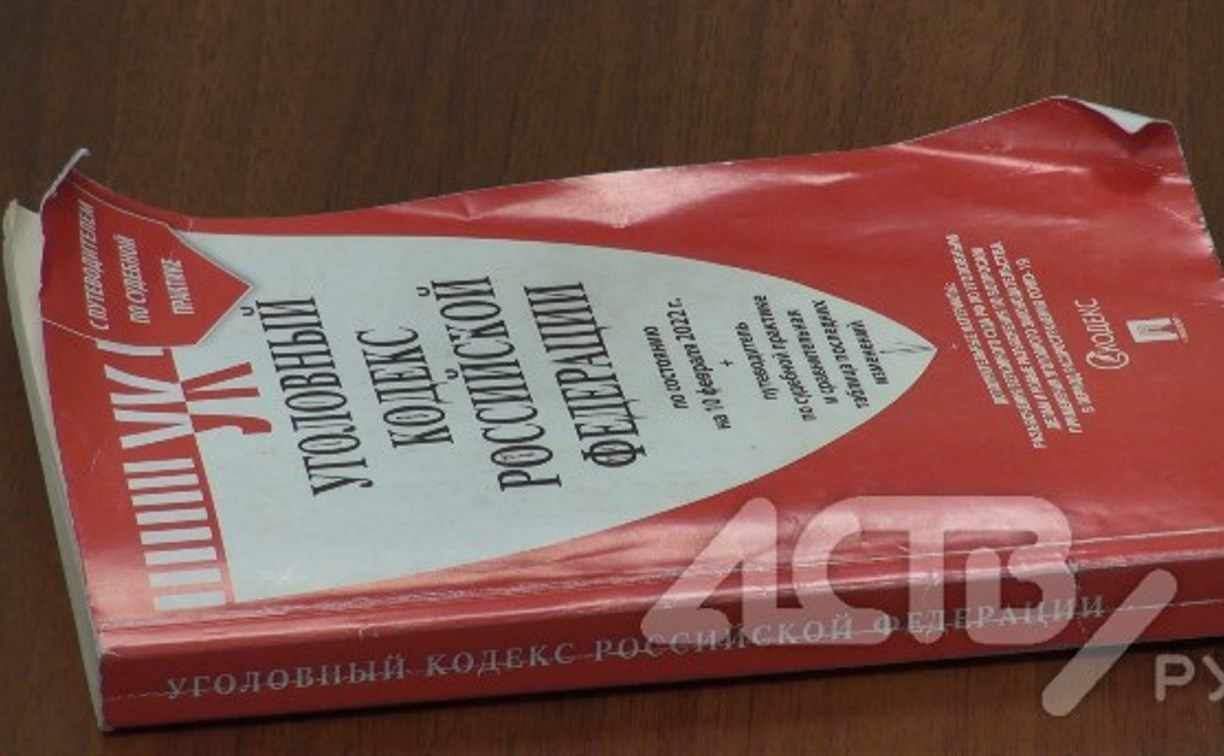 С ПУТЕВОДИТЕЛЕМ
ПО СУДЕБНОЙ
ПРАКТИКЕ
УК
УГОЛОВНЫЙ
КОДЕКС
РОССИЙСКОЙ
ФЕДЕРАЦИИ
ПО СОСТОЯНИЮ
на 10 февраля 2022 г.
+
ПУТЕВОДИТЕЛЬ
ПО СУДЕБНОЙ ПРАКТИКЕ
И СРАВНИТЕЛЬНАЯ
ТАБЛИЦА ПОСЛЕДНИХ
ИЗМЕНЕНИЙ
+
КОДЕКС
УГОЛОВНЫЙ КОДЕКС РОССИЙСКОЙ ФЕДЕРАЦИИ
АСТВ
РУ